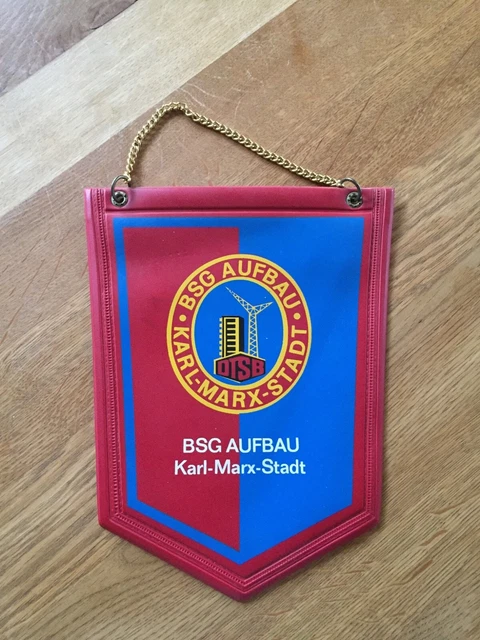 • BSG AUFBAU •
KARL-MARX-STADT
DTSB
BSG AUFBAU
Karl-Marx-Stadt